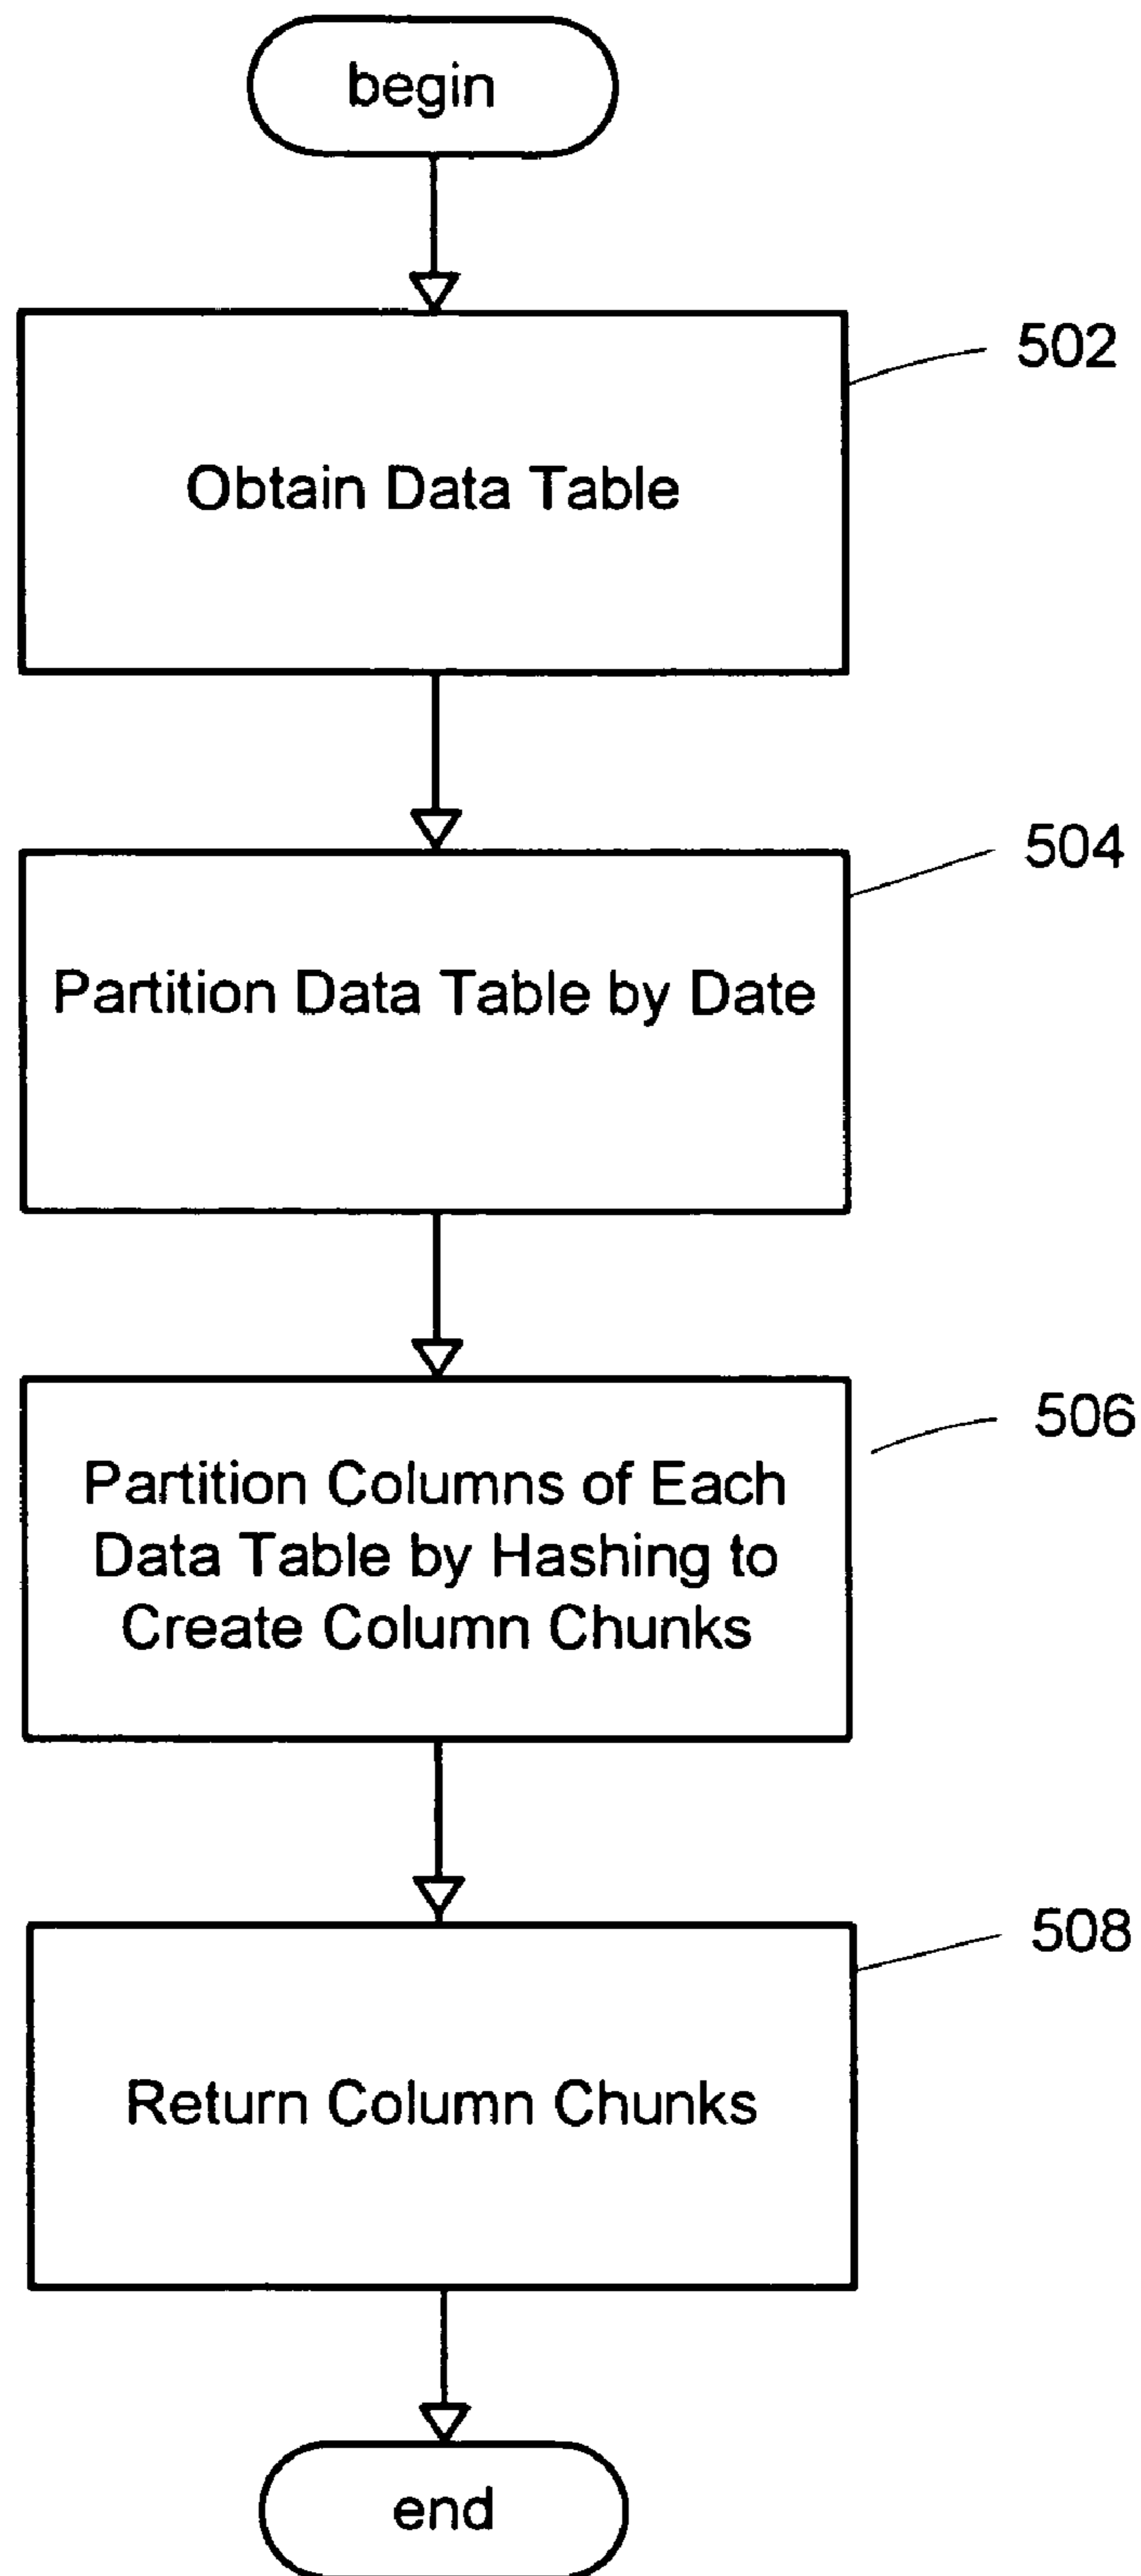 begin
502
Obtain Data Table
504
Partition Data Table by Date
506
Partition Columns of Each
Data Table by Hashing to
Create Column Chunks
508
Return Column Chunks
end